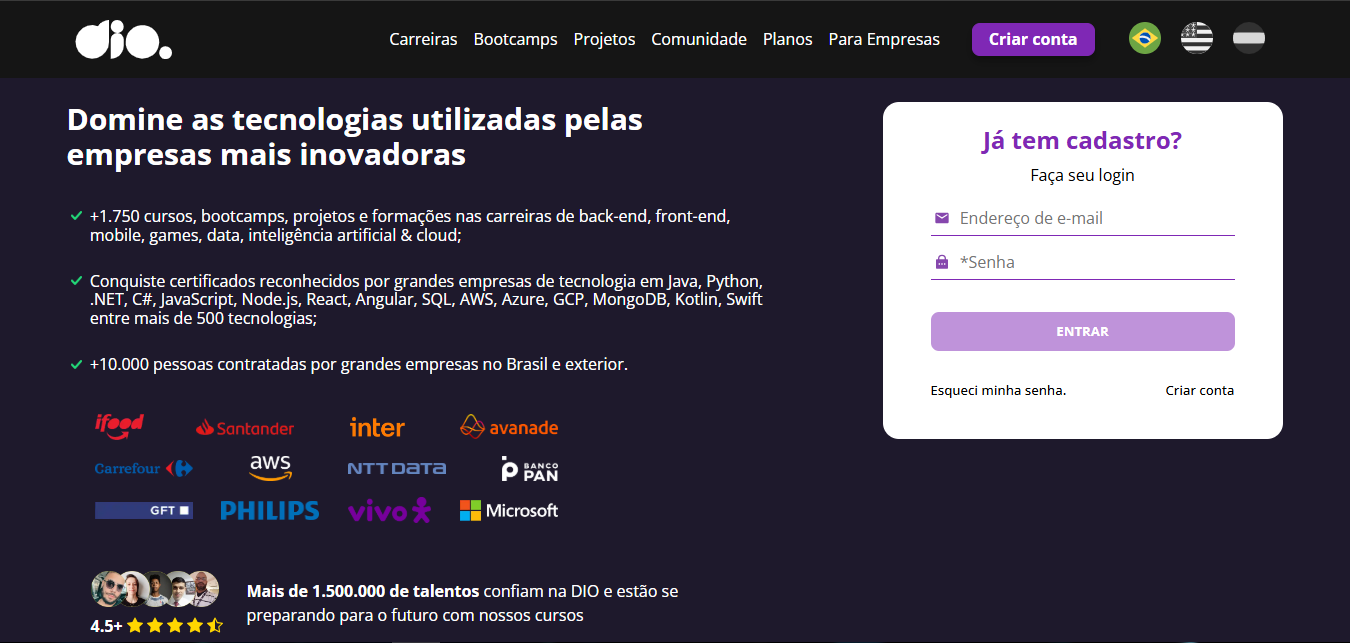 dio.
Carreiras Bootcamps Projetos Comunidade Planos Para Empresas Criar conta
Domine as tecnologias utilizadas pelas
empresas mais inovadoras
+1.750 cursos, bootcamps, projetos e formações nas carreiras de back-end, front-end,
mobile, games, data, inteligência artificial & cloud;
Conquiste certificados reconhecidos por grandes empresas de tecnologia em Java, Python,
.NET, C#, JavaScript, Node.js, React, Angular, SQL, AWS, Azure, GCP, MongoDB, Kotlin, Swift
entre mais de 500 tecnologias;
+10.000 pessoas contratadas por grandes empresas no Brasil e exterior.
ifood Santander inter avanade
Carrefour aws NTT DATA BANCO PAN
GFT PHILIPS vivo Microsoft
4.5+
Mais de 1.500.000 de talentos confiam na DIO e estão se
preparando para o futuro com nossos cursos
Já tem cadastro?
Faça seu login
Endereço de e-mail
*Senha
ENTRAR
Esqueci minha senha. Criar conta